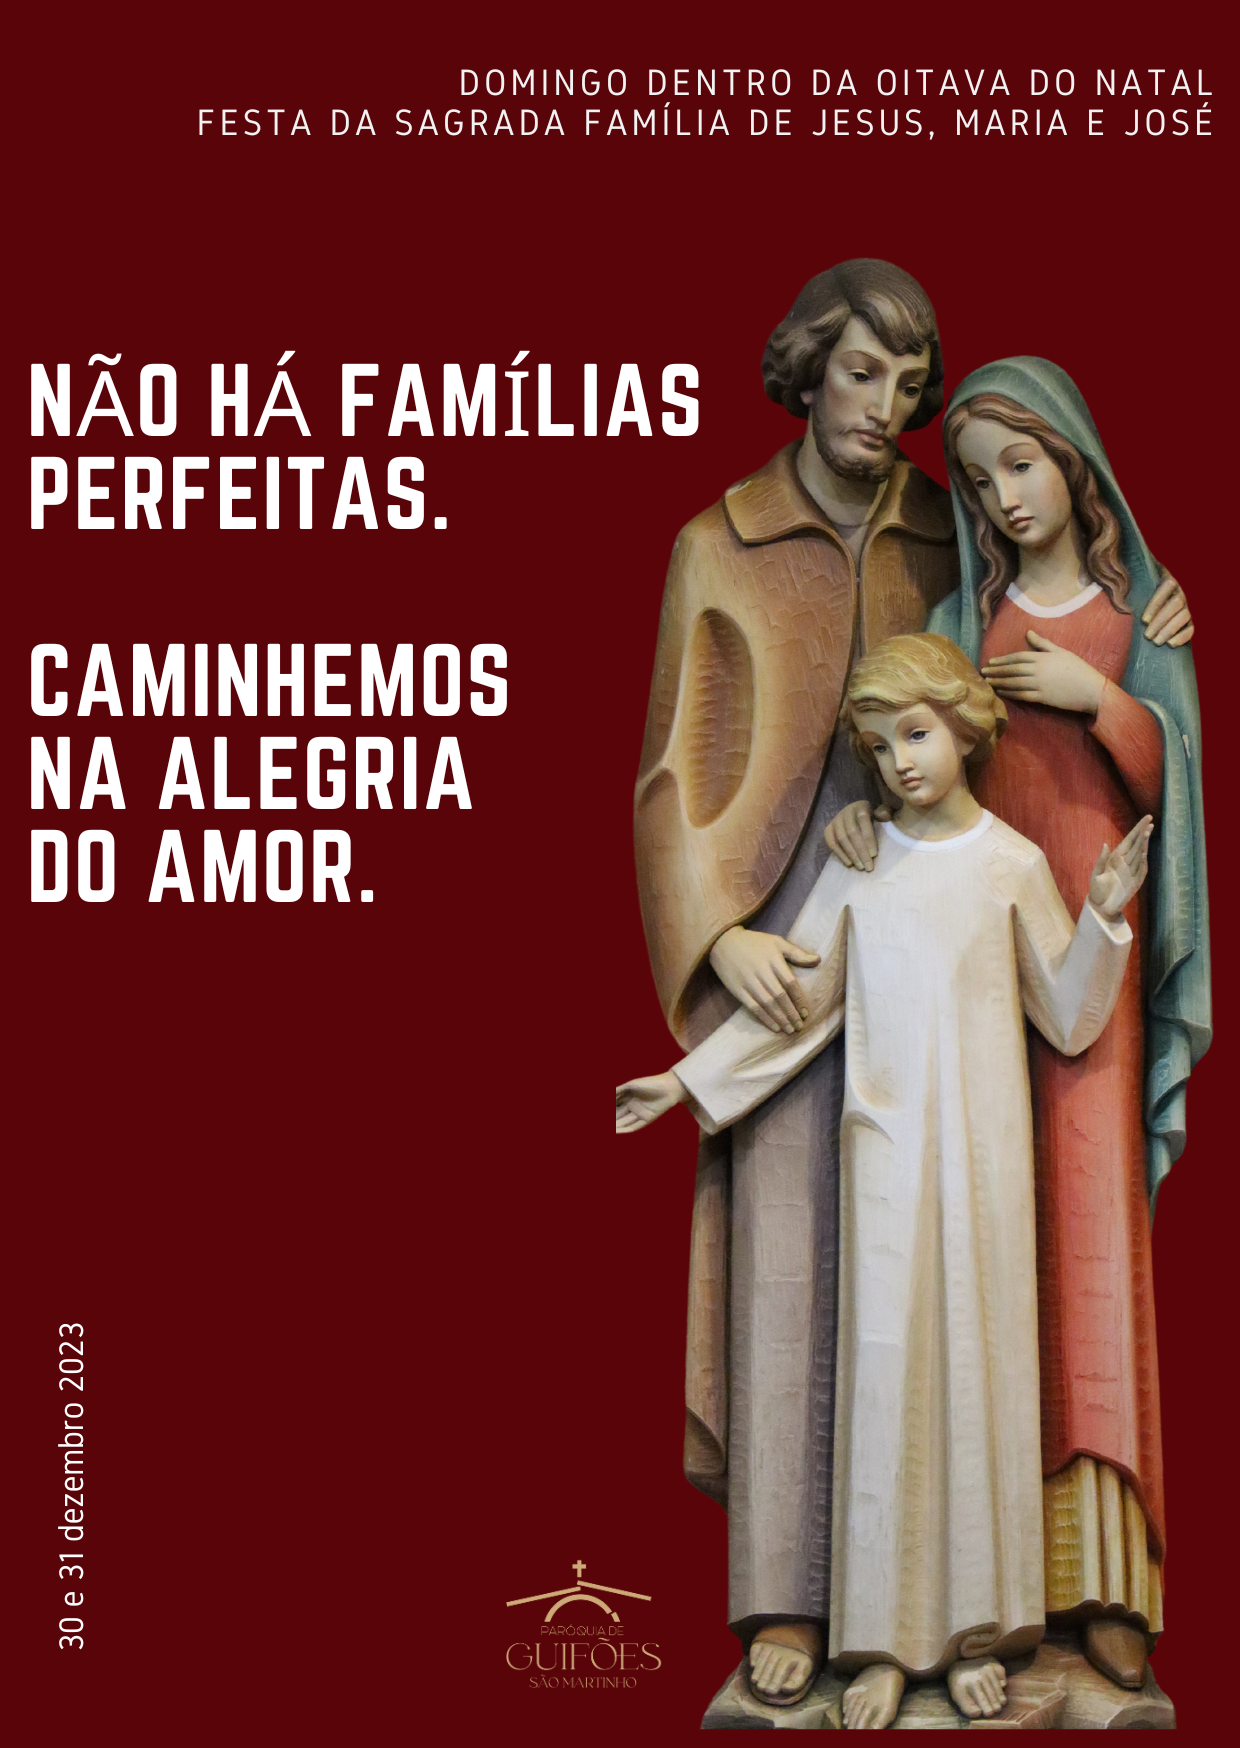 DOMINGO DENTRO DA OITAVA DO NATAL
FESTA DA SAGRADA FAMÍLIA DE JESUS, MARIA E JOSÉ
NÃO HÁ FAMÍLIAS
PERFEITAS.
CAMINHEMOS
NA ALEGRIA
DO AMOR.
30 e 31 dezembro 2023
PARÓQUIA DE
GUIFÕES
SÃO MARTINHO